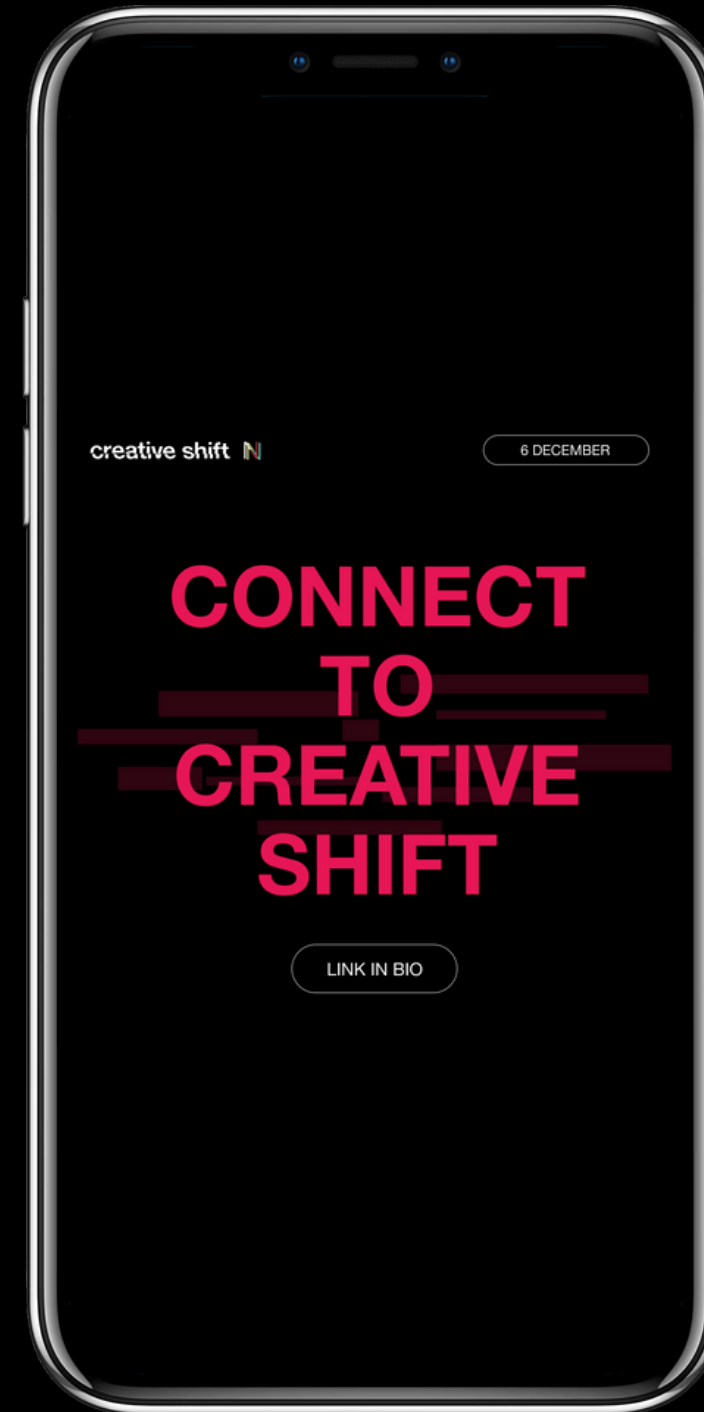 creative shift N
6 DECEMBER
CONNECT
TO
CREATIVE
SHIFT
LINK IN BIO